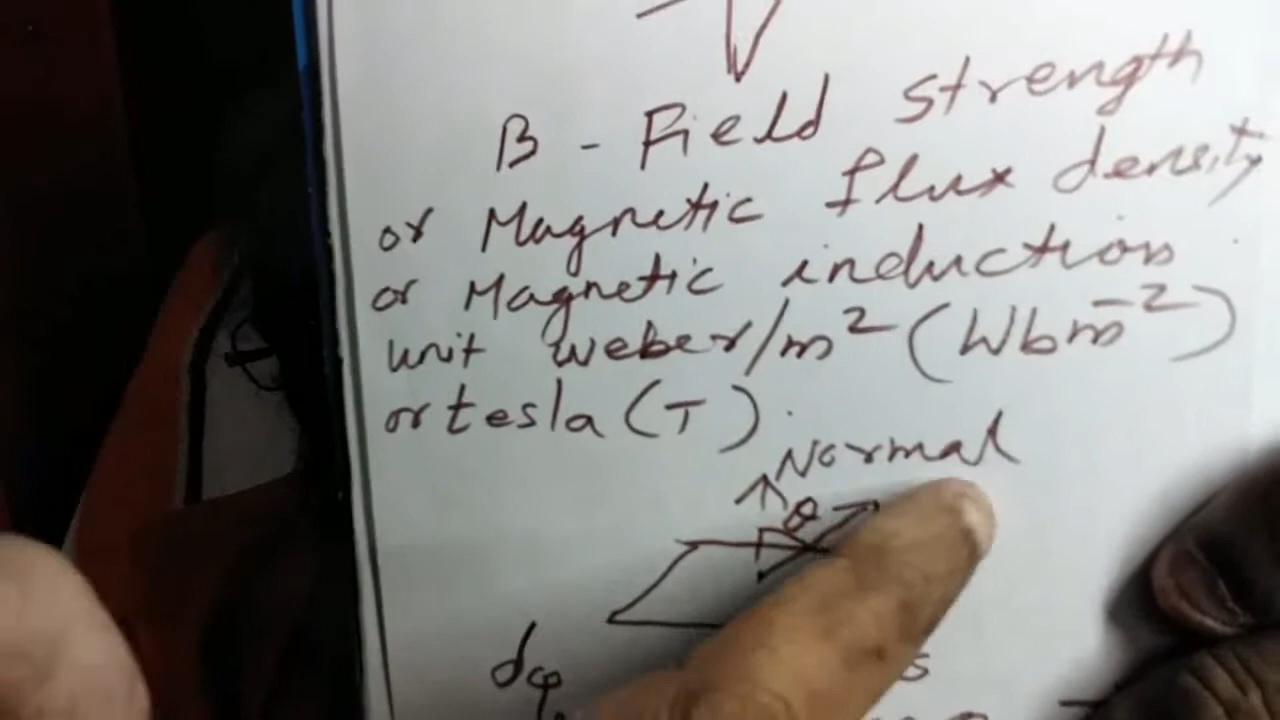 B - Field strength
or Magnetic flux density
or Magnetic induction
unit weber/m² (Wbm⁻²)
or tesla (T).
Normal
θ
dφ